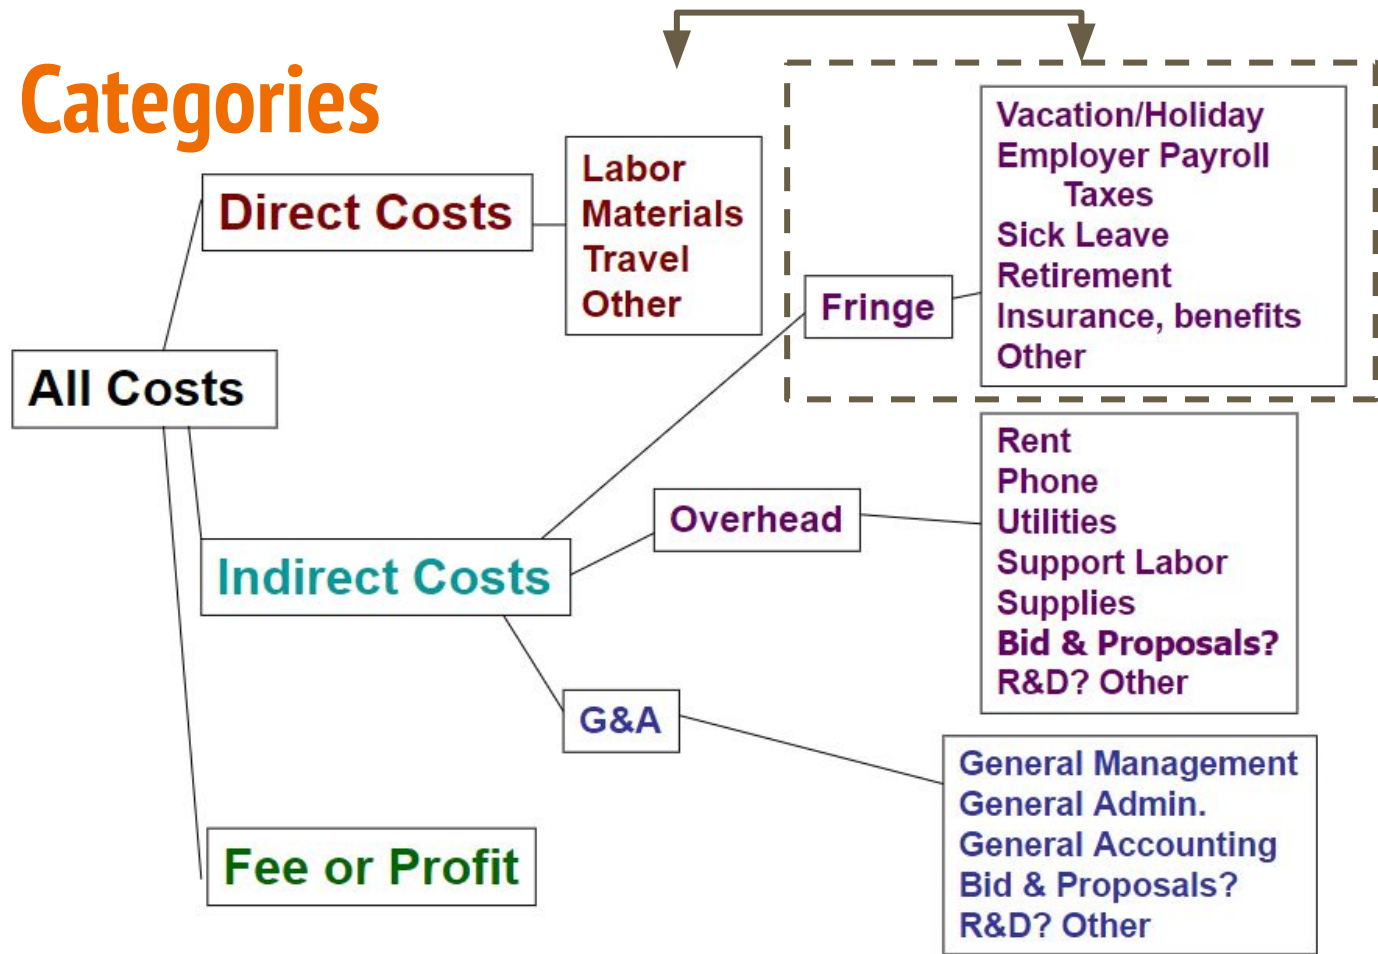 Categories
Direct Costs
Labor
Materials
Travel
Other
All Costs
Fringe
Vacation/Holiday
Employer Payroll
Taxes
Sick Leave
Retirement
Insurance, benefits
Other
Indirect Costs
Overhead
Rent
Phone
Utilities
Support Labor
Supplies
Bid & Proposals?
R&D? Other
G&A
General Management
General Admin.
General Accounting
Bid & Proposals?
R&D? Other
Fee or Profit